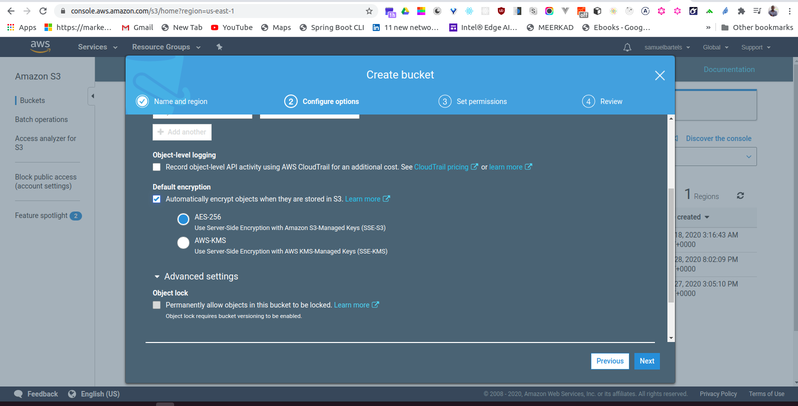 console.aws.amazon.com/s3/home?region=us-east-1
Apps https://marke... Gmail New Tab YouTube Maps Spring Boot CLI 11 new netwo... Intel® Edge AI... MEERKAD Ebooks - Goog... » Other bookmarks
aws Services Resource Groups samuelbartels Global Support
Amazon S3
Documentation
Buckets
Batch operations
Access analyzer for
S3
Block public access
(account settings)
Feature spotlight 2
Create bucket
Name and region
2 Configure options
3 Set permissions
4 Review
Add another
Object-level logging
Record object-level API activity using AWS CloudTrail for an additional cost. See CloudTrail pricing or learn more
Default encryption
Automatically encrypt objects when they are stored in S3. Learn more
AES-256
Use Server-Side Encryption with Amazon S3-Managed Keys (SSE-S3)
AWS-KMS
Use Server-Side Encryption with AWS KMS-Managed Keys (SSE-KMS)
Advanced settings
Object lock
Permanently allow objects in this bucket to be locked. Learn more
Object lock requires bucket versioning to be enabled.
Previous Next
Discover the console
1 Regions
created
18, 2020 3:16:43 AM
+0000
28, 2020 8:02:09 PM
+0000
27, 2020 3:05:10 PM
+0000
Feedback English (US) © 2008 - 2020, Amazon Web Services, Inc. or its affiliates. All rights reserved. Privacy Policy Terms of Use